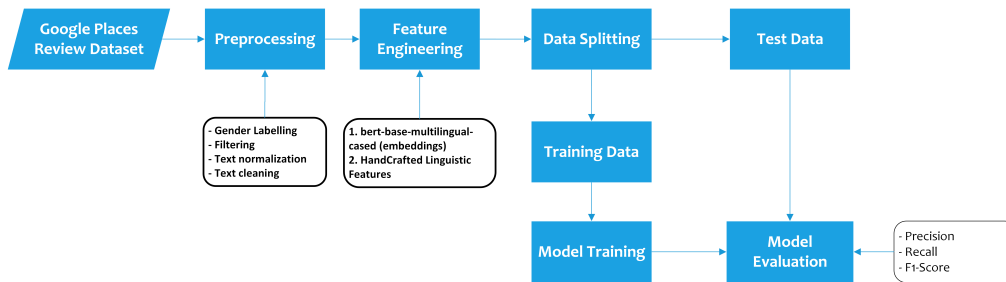 Google Places
Review Dataset
Preprocessing
Feature
Engineering
Data Splitting
Test Data
- Gender Labelling
- Filtering
- Text normalization
- Text cleaning
1. bert-base-multilingual-
cased (embeddings)
2. HandCrafted Linguistic
Features
Training Data
Model Training
Model
Evaluation
- Precision
- Recall
- F1-Score